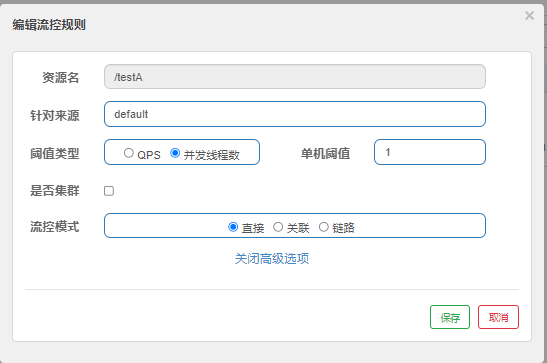 编辑流控规则
×
资源名 /testA
针对来源 default
阈值类型 QPS 并发线程数 单机阈值 1
是否集群
流控模式 直接 关联 链路
关闭高级选项
保存 取消